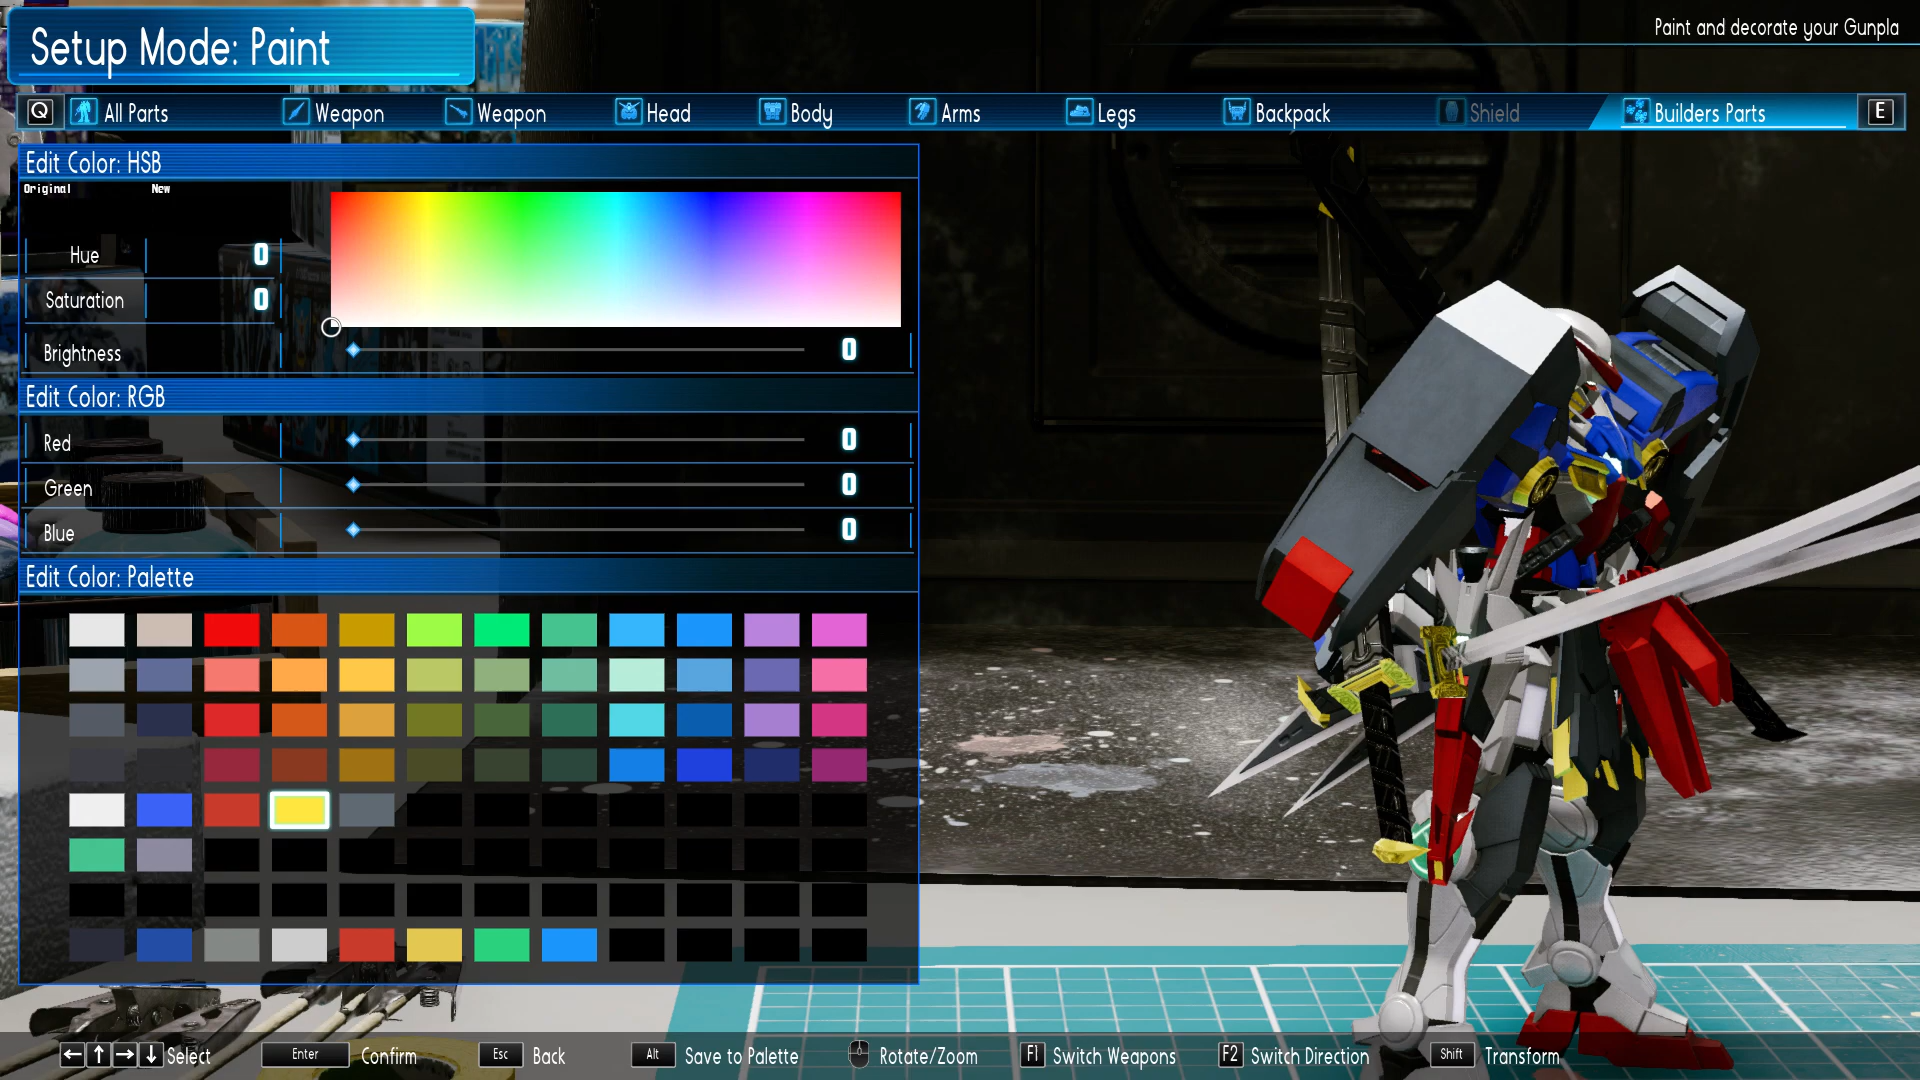 Setup Mode: Paint
Paint and decorate your Gunpla
Q All Parts Weapon Weapon Head Body Arms Legs Backpack Shield Builders Parts E
Edit Color: HSB
Original New
Hue 0
Saturation 0
Brightness 0
Edit Color: RGB
Red 0
Green 0
Blue 0
Edit Color: Palette
←↑→↓ Select Enter Confirm Esc Back Alt Save to Palette Rotate/Zoom F1 Switch Weapons F2 Switch Direction Shift Transform